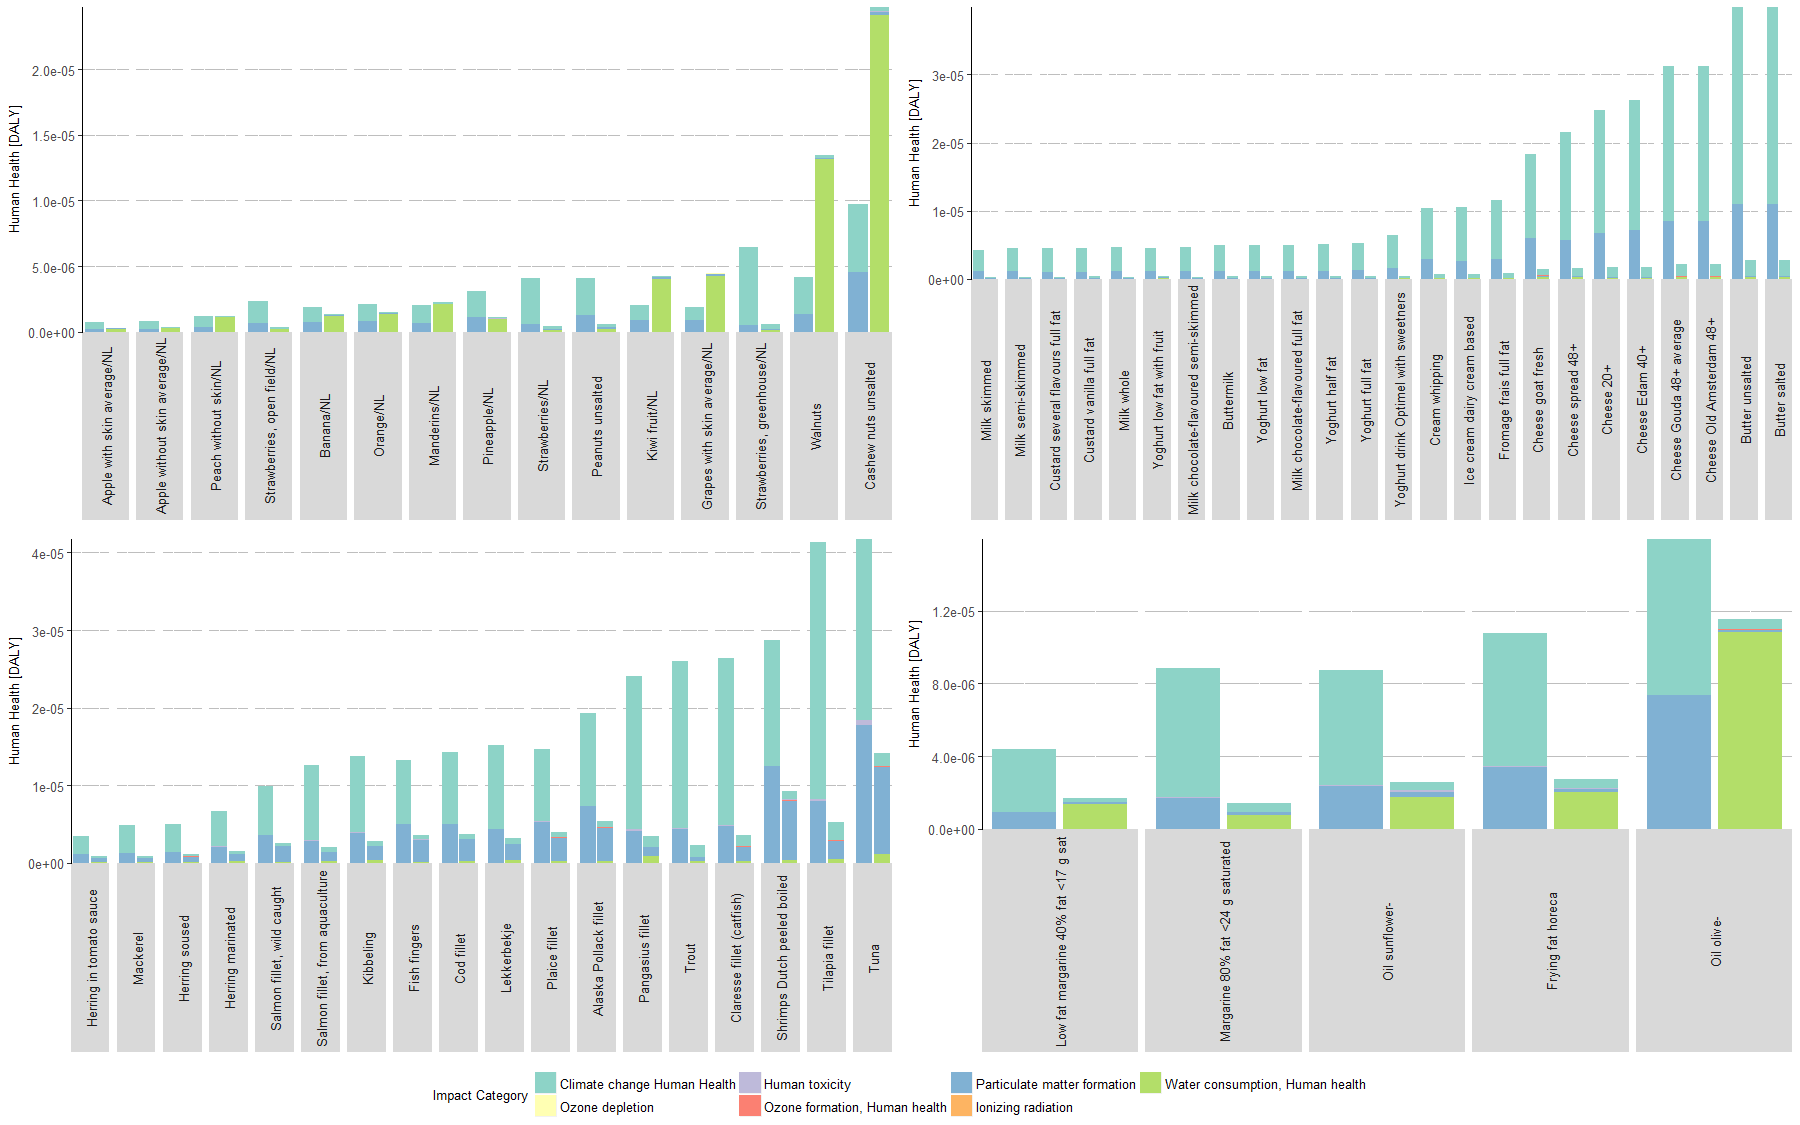 Human Health [DALY]
2.0e-05
1.5e-05
1.0e-05
5.0e-06
0.0e+00
Apple with skin average/NL
Apple without skin average/NL
Peach without skin/NL
Strawberries, open field/NL
Banana/NL
Orange/NL
Manderins/NL
Pineapple/NL
Strawberries/NL
Peanuts unsalted
Kiwi fruit/NL
Grapes with skin average/NL
Strawberries, greenhouse/NL
Walnuts
Cashew nuts unsalted
Human Health [DALY]
3e-05
2e-05
1e-05
0e+00
Milk skimmed
Milk semi-skimmed
Custard several flavours full fat
Custard vanilla full fat
Milk whole
Yoghurt low fat with fruit
Milk chocolate-flavoured semi-skimmed
Buttermilk
Yoghurt low fat
Milk chocolate-flavoured full fat
Yoghurt half fat
Yoghurt full fat
Yoghurt drink Optimel with sweetners
Cream whipping
Ice cream dairy cream based
Fromage frais full fat
Cheese goat fresh
Cheese spread 48+
Cheese 20+
Cheese Edam 40+
Cheese Gouda 48+ average
Cheese Old Amsterdam 48+
Butter unsalted
Butter salted
Human Health [DALY]
4e-05
3e-05
2e-05
1e-05
0e+00
Herring in tomato sauce
Mackerel
Herring soused
Herring marinated
Salmon fillet, wild caught
Salmon fillet, from aquaculture
Kibbeling
Fish fingers
Cod fillet
Lekkerbekje
Plaice fillet
Alaska Pollack fillet
Pangasius fillet
Trout
Claresse fillet (catfish)
Shrimps Dutch peeled boiled
Tilapia fillet
Tuna
Human Health [DALY]
1.2e-05
8.0e-06
4.0e-06
0.0e+00
Low fat margarine 40% fat <17 g sat
Margarine 80% fat <24 g saturated
Oil sunflower-
Frying fat horeca
Oil olive-
Impact Category
Climate change Human Health
Human toxicity
Particulate matter formation
Water consumption, Human health
Ozone depletion
Ozone formation, Human health
Ionizing radiation